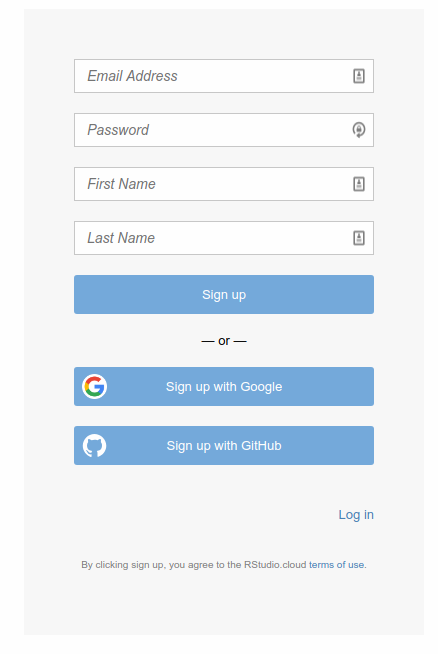 Email Address
Password
First Name
Last Name
Sign up
— or —
Sign up with Google
Sign up with GitHub
Log in
By clicking sign up, you agree to the RStudio.cloud terms of use.